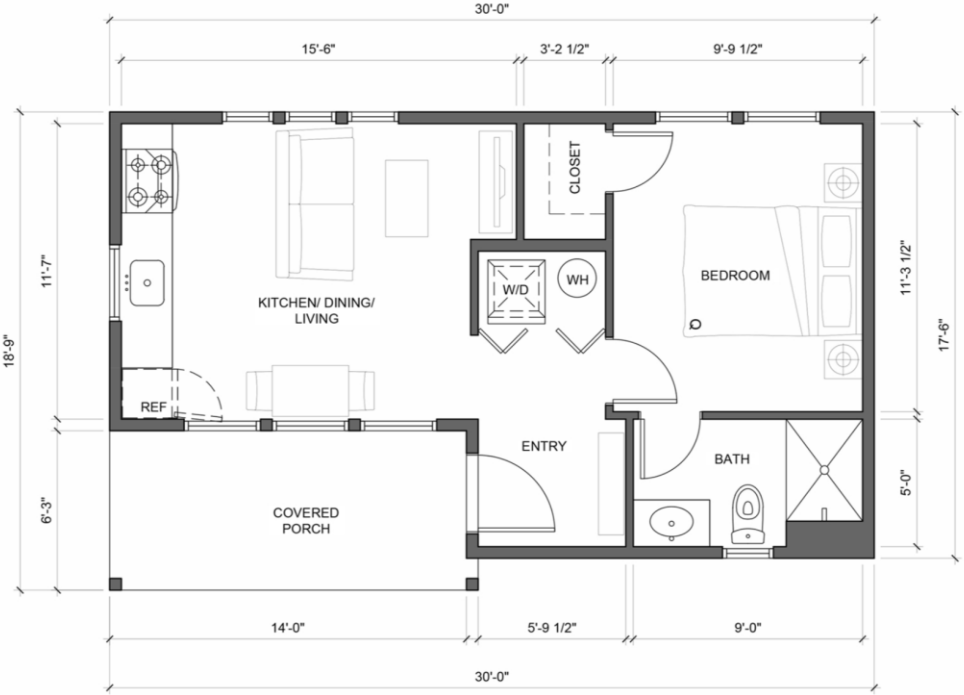 30'-0"
15'-6"
3'-2 1/2"
9'-9 1/2"
CLOSET
W/D
WH
BEDROOM
KITCHEN/ DINING/
LIVING
11'-7"
11'-3 1/2"
18'-9"
17'-6"
REF
ENTRY
BATH
COVERED
PORCH
6'-3"
5'-0"
14'-0"
5'-9 1/2"
9'-0"
30'-0"